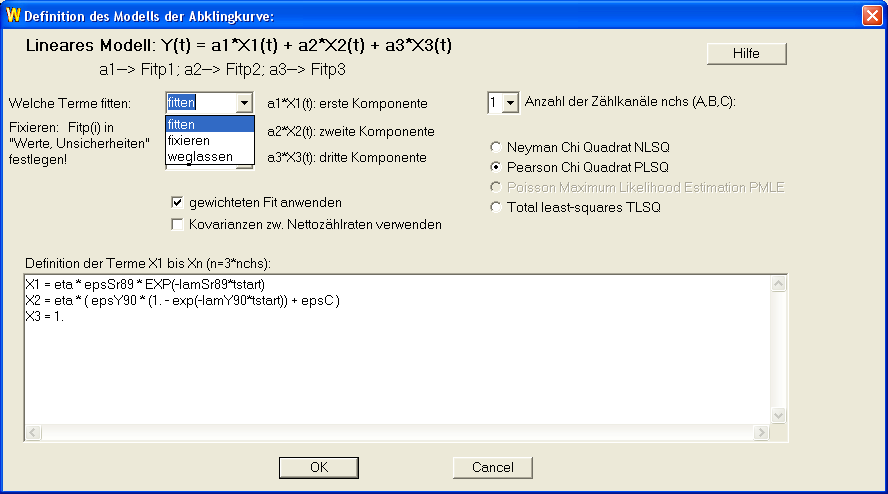 Definition des Modells der Abklingkurve:
Lineares Modell: Y(t) = a1*X1(t) + a2*X2(t) + a3*X3(t)
a1--> Fitp1; a2--> Fitp2; a3--> Fitp3
Hilfe
Welche Terme fitten:
fitten
a1*X1(t): erste Komponente
1
Anzahl der Zählkanäle nchs (A,B,C):
Fixieren: Fitp(i) in
"Werte, Unsicherheiten"
festlegen!
fitten
fixieren
weglassen
a2*X2(t): zweite Komponente
a3*X3(t): dritte Komponente
Neyman Chi Quadrat NLSQ
Pearson Chi Quadrat PLSQ
Poisson Maximum Likelihood Estimation PMLE
Total least-squares TLSQ
gewichteten Fit anwenden
Kovarianzen zw. Nettozählraten verwenden
Definition der Terme X1 bis Xn (n=3*nchs):
X1 = eta * epsSr89 * EXP(-lamSr89*tstart)
X2 = eta * ( epsY90 * (1. - exp(-lamY90*tstart)) + epsC )
X3 = 1.
OK
Cancel